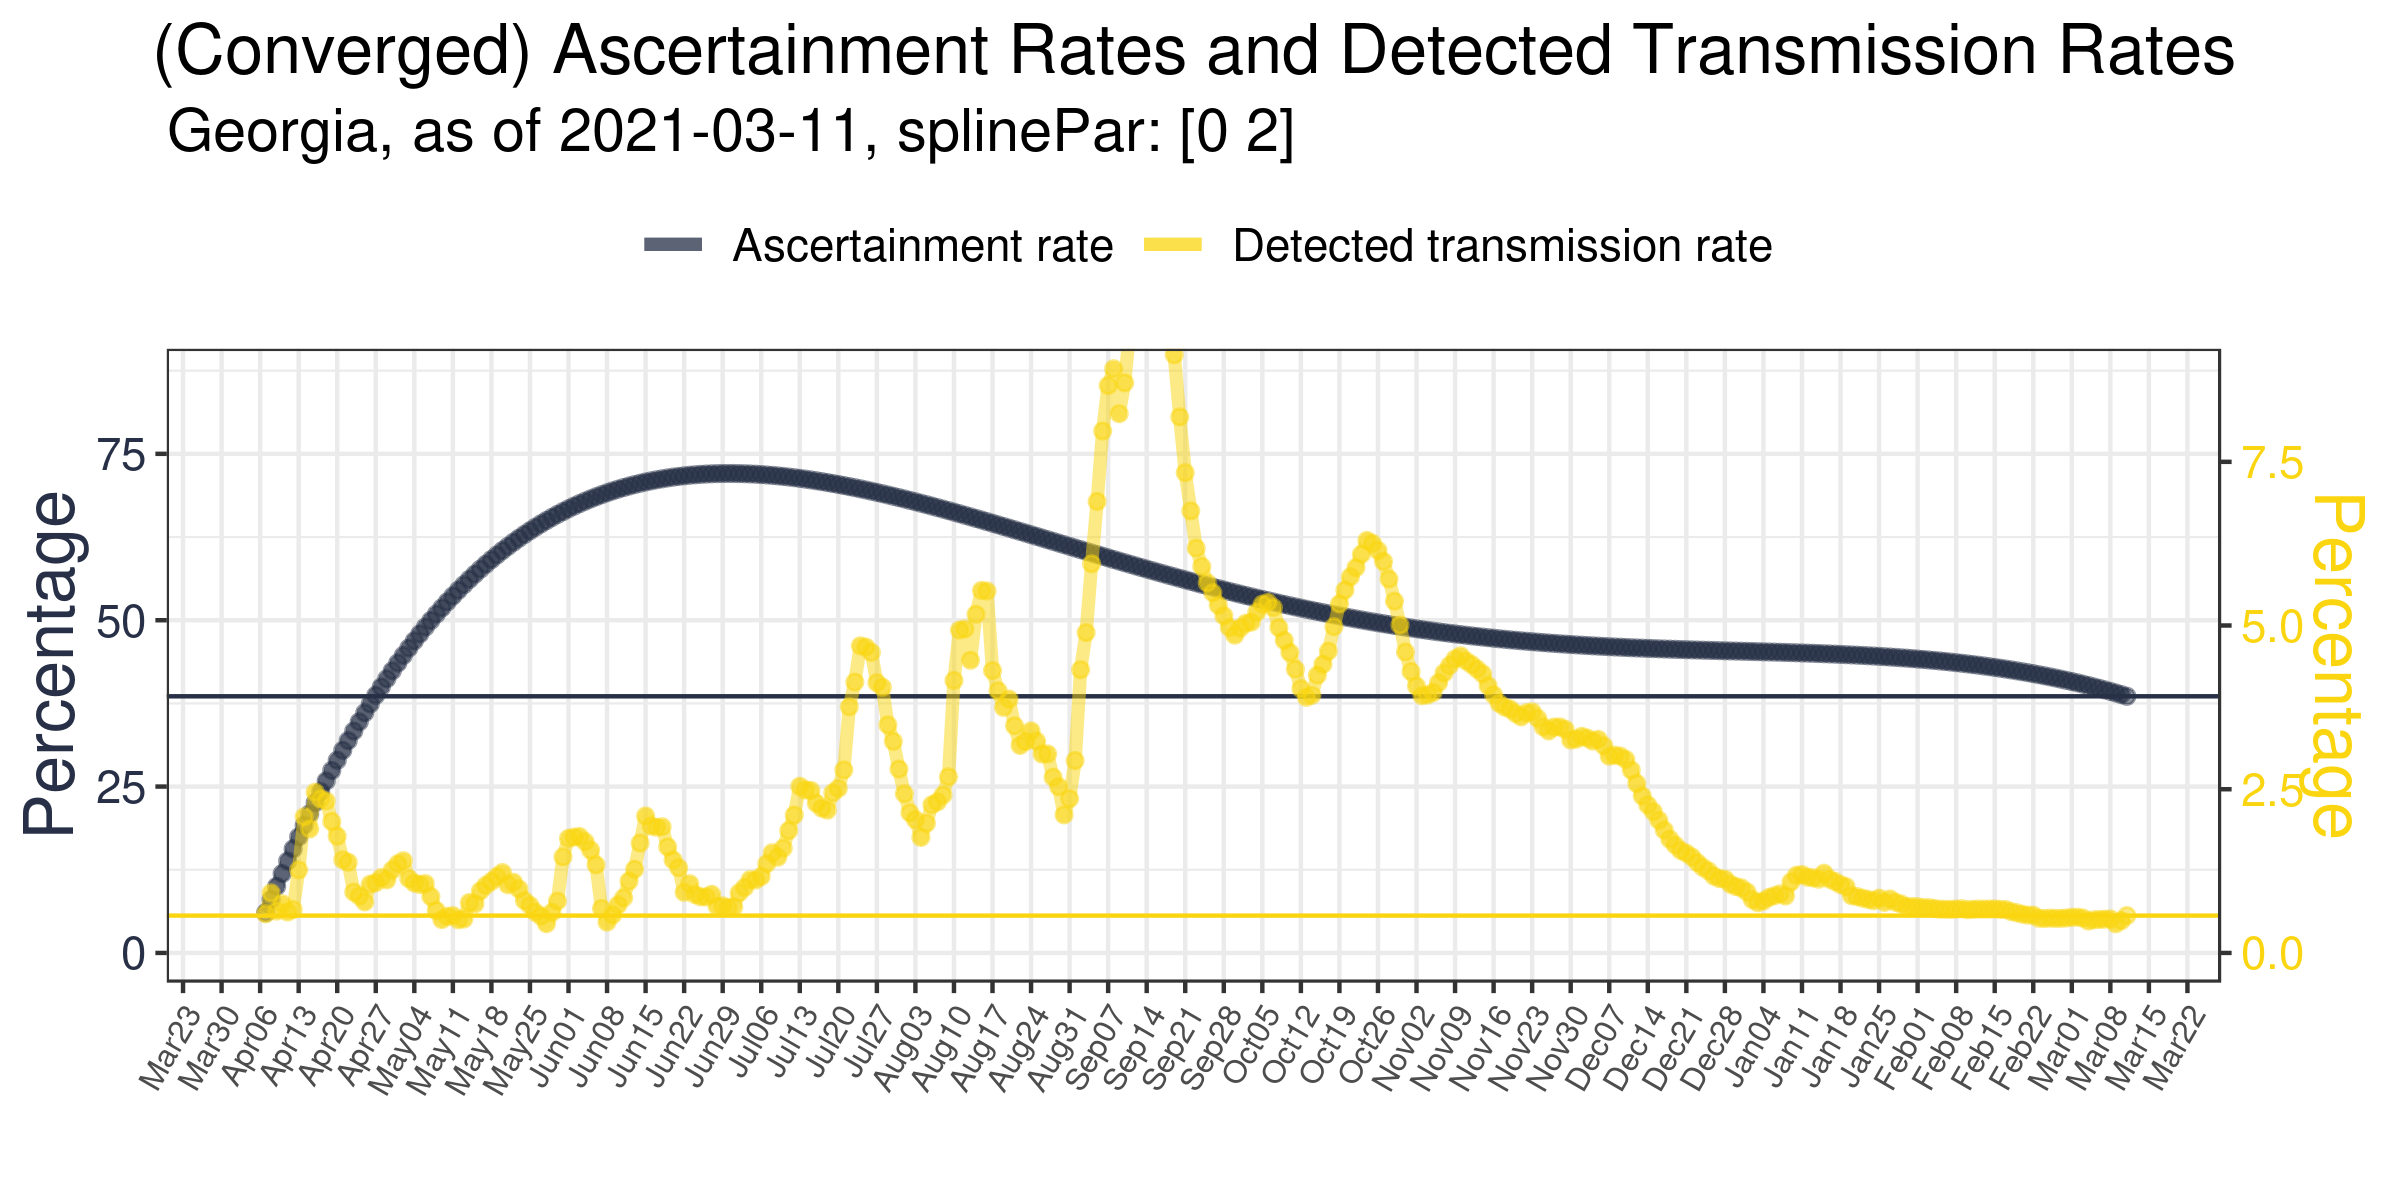 (Converged) Ascertainment Rates and Detected Transmission Rates
Georgia, as of 2021-03-11, splinePar: [0 2]
Ascertainment rate Detected transmission rate
Percentage
75
50
25
0
7.5
5.0
2.5
0.0
Percentage
Mar23 Mar30 Apr06 Apr13 Apr20 Apr27 May04 May11 May18 May25 Jun01 Jun08 Jun15 Jun22 Jun29 Jul06 Jul13 Jul20 Jul27 Aug03 Aug10 Aug17 Aug24 Aug31 Sep07 Sep14 Sep21 Sep28 Oct05 Oct12 Oct19 Oct26 Nov02 Nov09 Nov16 Nov23 Nov30 Dec07 Dec14 Dec21 Dec28 Jan04 Jan11 Jan18 Jan25 Feb01 Feb08 Feb15 Feb22 Mar01 Mar08 Mar15 Mar22